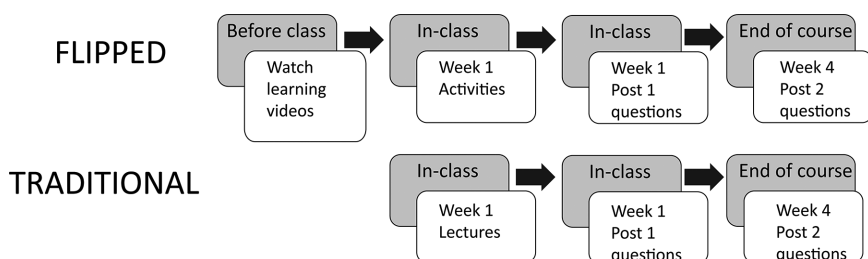 FLIPPED
Before class
Watch
learning
videos
In-class
Week 1
Activities
In-class
Week 1
Post 1
questions
End of course
Week 4
Post 2
questions
TRADITIONAL
In-class
Week 1
Lectures
In-class
Week 1
Post 1
questions
End of course
Week 4
Post 2
questions